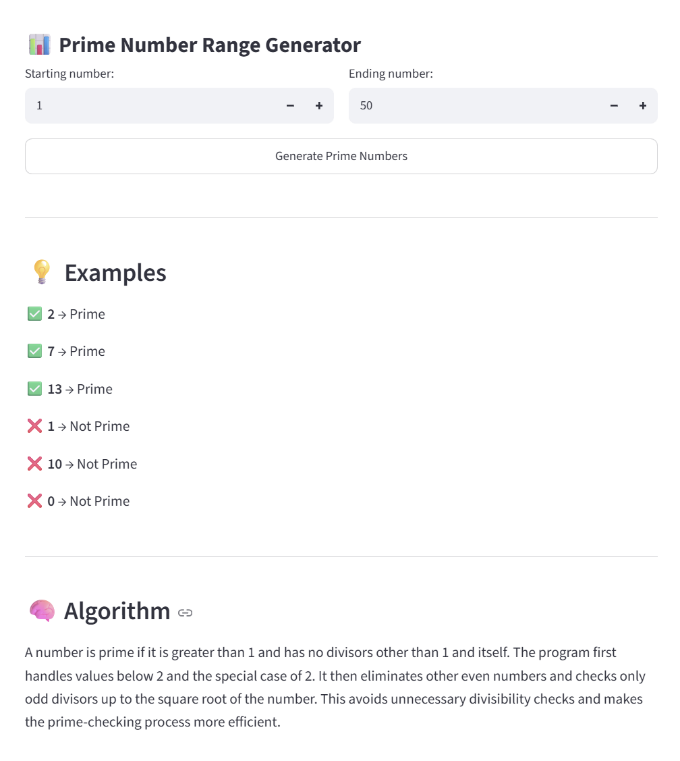 📊 Prime Number Range Generator
Starting number: Ending number:
1 − + 50 − +
Generate Prime Numbers
💡 Examples
✅ 2 → Prime
✅ 7 → Prime
✅ 13 → Prime
❌ 1 → Not Prime
❌ 10 → Not Prime
❌ 0 → Not Prime
🧠 Algorithm
A number is prime if it is greater than 1 and has no divisors other than 1 and itself. The program first
handles values below 2 and the special case of 2. It then eliminates other even numbers and checks only
odd divisors up to the square root of the number. This avoids unnecessary divisibility checks and makes
the prime-checking process more efficient.